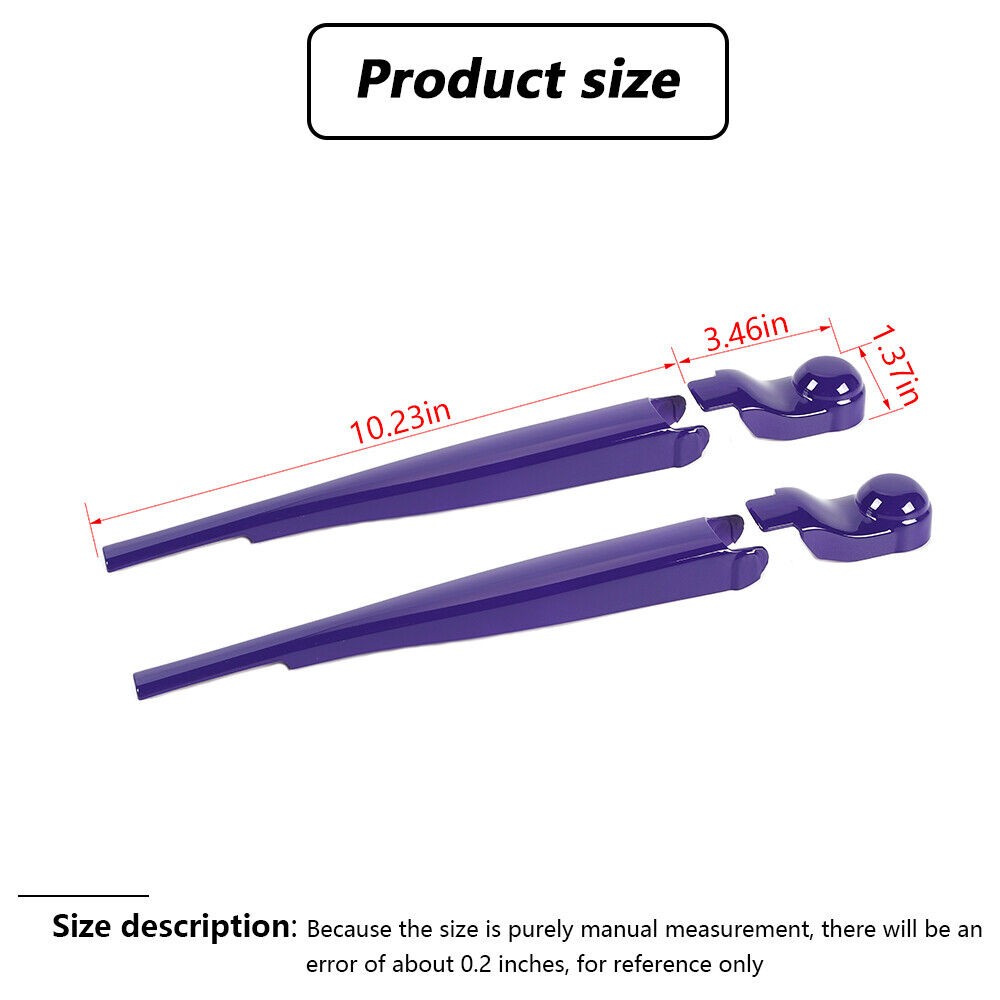 Product size
3.46in
1.37in
10.23in
Size description: Because the size is purely manual measurement, there will be an
error of about 0.2 inches, for reference only